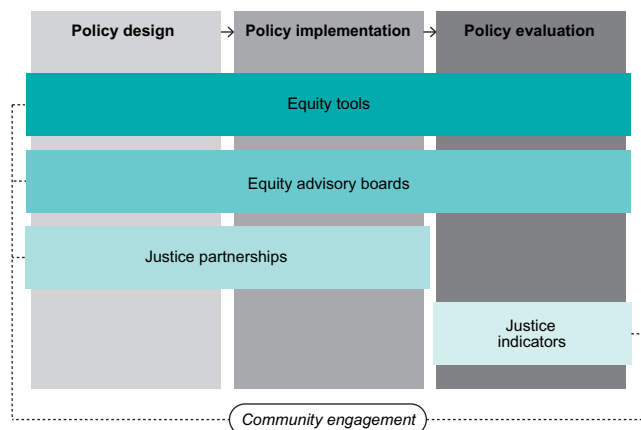 Policy design
Policy implementation
Policy evaluation
Equity tools
Equity advisory boards
Justice partnerships
Justice
indicators
Community engagement